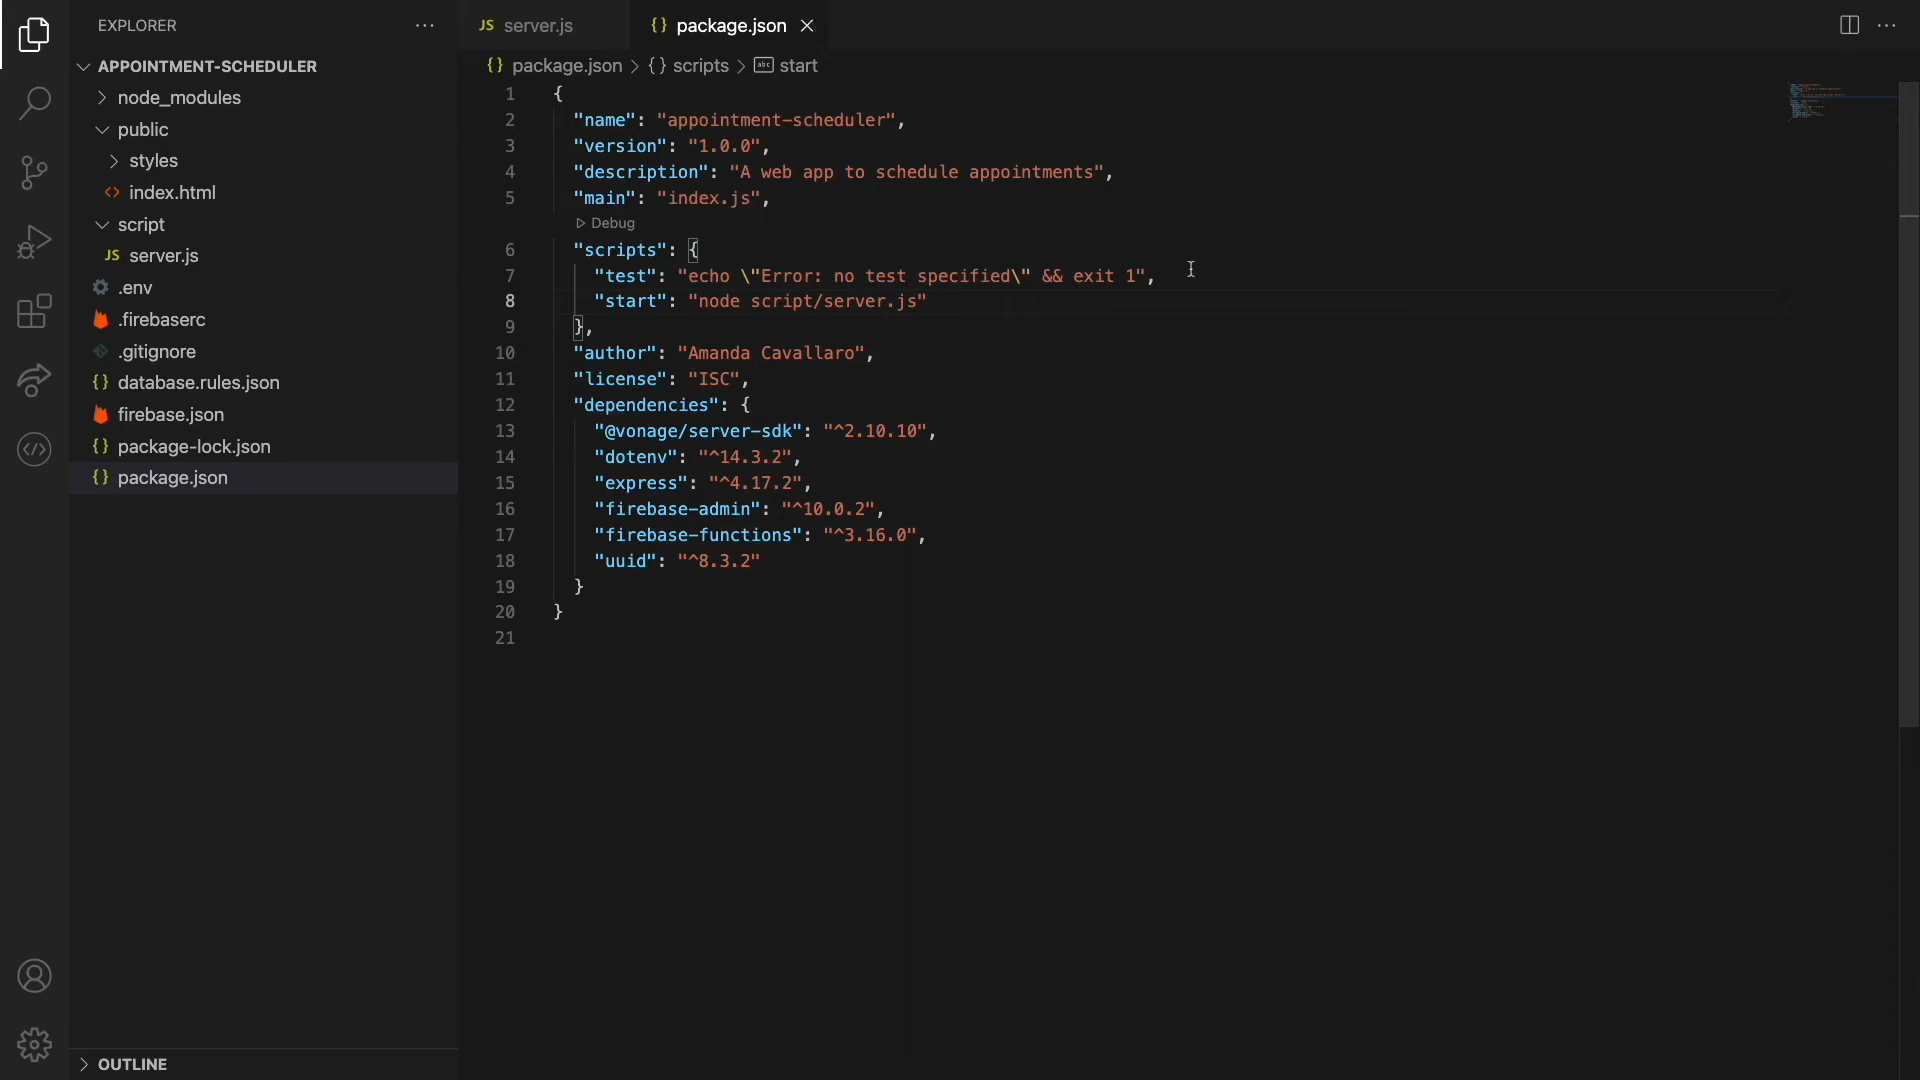 EXPLORER
APPOINTMENT-SCHEDULER
node_modules
public
styles
index.html
script
JS server.js
.env
.firebaserc
.gitignore
{} database.rules.json
firebase.json
{} package-lock.json
{} package.json
OUTLINE
JS server.js
{} package.json
{} package.json > {} scripts > abc start
1 {
2 "name": "appointment-scheduler",
3 "version": "1.0.0",
4 "description": "A web app to schedule appointments",
5 "main": "index.js",
Debug
6 "scripts": {
7 "test": "echo \"Error: no test specified\" && exit 1",
8 "start": "node script/server.js"
9 },
10 "author": "Amanda Cavallaro",
11 "license": "ISC",
12 "dependencies": {
13 "@vonage/server-sdk": "^2.10.10",
14 "dotenv": "^14.3.2",
15 "express": "^4.17.2",
16 "firebase-admin": "^10.0.2",
17 "firebase-functions": "^3.16.0",
18 "uuid": "^8.3.2"
19 }
20 }
21